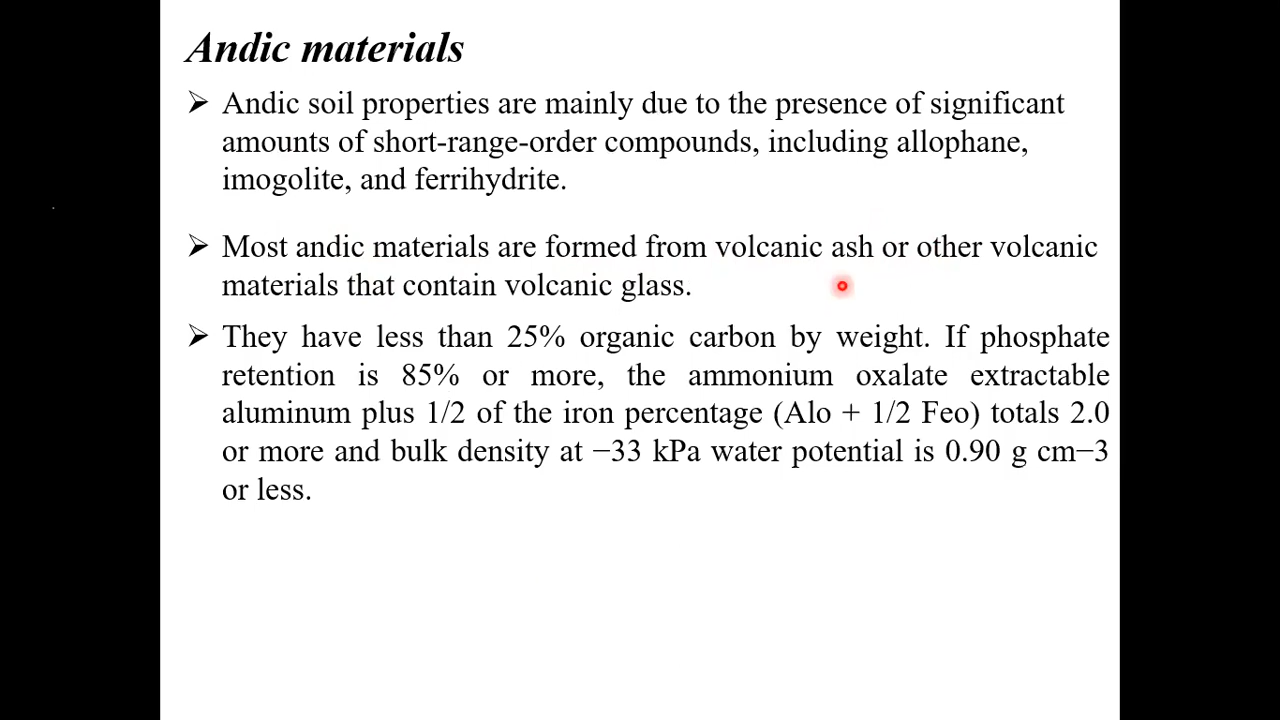 Andic materials
➢ Andic soil properties are mainly due to the presence of significant
amounts of short-range-order compounds, including allophane,
imogolite, and ferrihydrite.
➢ Most andic materials are formed from volcanic ash or other volcanic
materials that contain volcanic glass.
➢ They have less than 25% organic carbon by weight. If phosphate
retention is 85% or more, the ammonium oxalate extractable
aluminum plus 1/2 of the iron percentage (Alo + 1/2 Feo) totals 2.0
or more and bulk density at −33 kPa water potential is 0.90 g cm−3
or less.